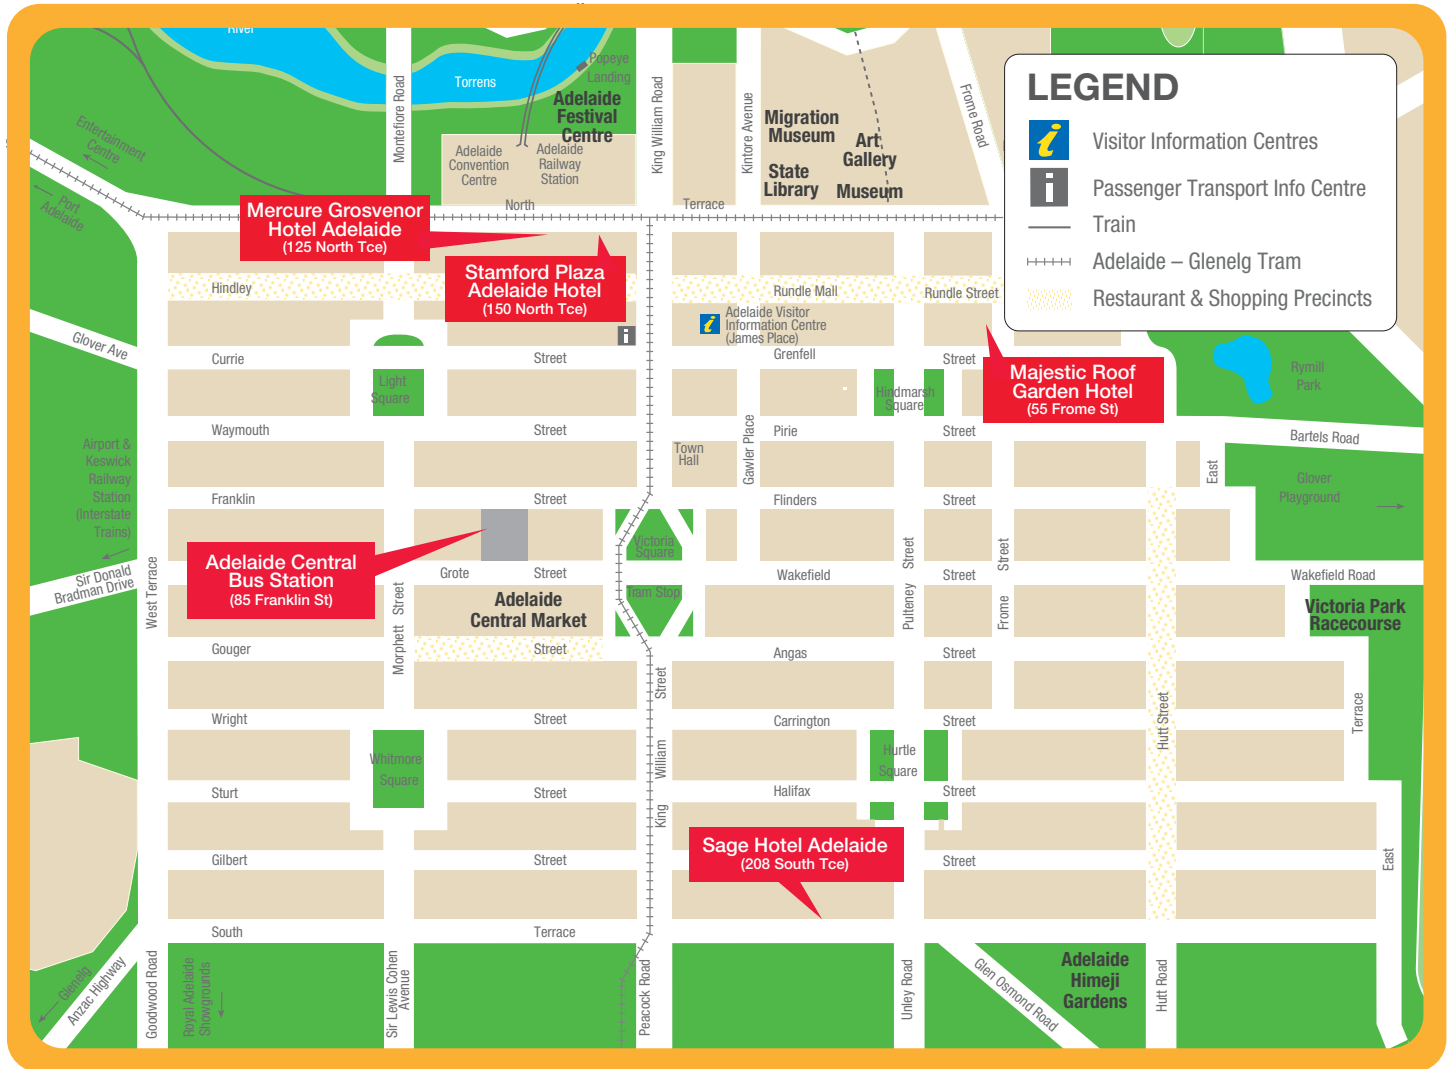 River
Torrens
Popeye
Landing
Adelaide
Festival
Centre
Montefiore Road
King William Road
Kintore Avenue
Frome Road
Migration
Museum
Art
Gallery
State
Library
Museum
Entertainment
Centre
Port
Adelaide
Adelaide
Convention
Centre
Adelaide
Railway
Station
North
Terrace
LEGEND
Visitor Information Centres
Passenger Transport Info Centre
Train
Adelaide – Glenelg Tram
Restaurant & Shopping Precincts
Mercure Grosvenor
Hotel Adelaide
(125 North Tce)
Stamford Plaza
Adelaide Hotel
(150 North Tce)
Hindley
Rundle Mall
Rundle Street
Adelaide Visitor
Information Centre
(James Place)
Glover Ave
Currie
Street
Grenfell
Street
Majestic Roof
Garden Hotel
(55 Frome St)
Rymill
Park
Light
Square
Hindmarsh
Square
Waymouth
Street
Pirie
Street
Bartels Road
Town
Hall
Gawler Place
Airport &
Keswick
Railway
Station
(Interstate
Trains)
East
Glover
Playground
Franklin
Street
Flinders
Street
Victoria
Square
Pulteney
Street
Frome
Street
Adelaide Central
Bus Station
(85 Franklin St)
Sir Donald
Bradman Drive
Grote
Street
Wakefield
Street
Wakefield Road
West Terrace
Morphett
Street
Adelaide
Central Market
Tram Stop
Victoria Park
Racecourse
Gouger
Street
Angas
Street
King
William
Street
Hutt Street
Terrace
Wright
Street
Carrington
Street
Whitmore
Square
Hurtle
Square
Sturt
Street
Halifax
Street
Sage Hotel Adelaide
(208 South Tce)
Gilbert
Street
Street
East
South
Terrace
Glenelg
Anzac Highway
Goodwood Road
Royal Adelaide
Showgrounds
Sir Lewis Cohen
Avenue
Peacock Road
Unley Road
Glen Osmond Road
Adelaide
Himeji
Gardens
Hutt Road